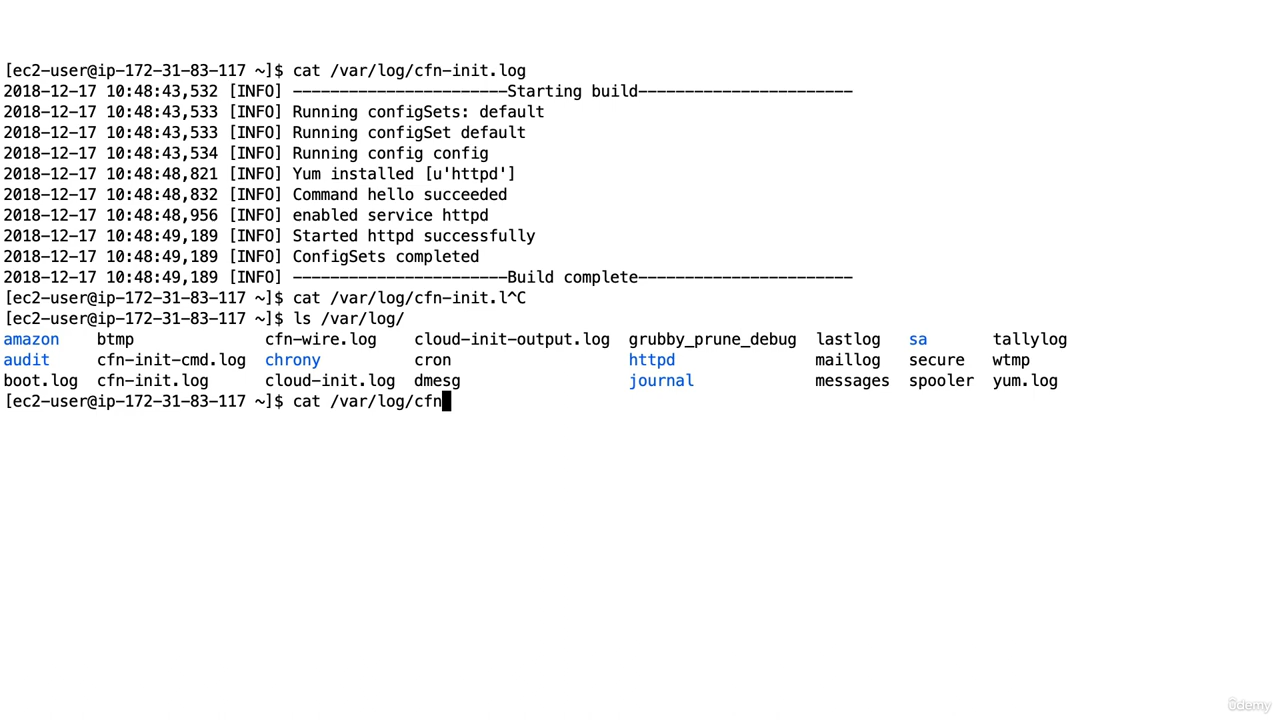 [ec2-user@ip-172-31-83-117 ~]$ cat /var/log/cfn-init.log
2018-12-17 10:48:43,532 [INFO] -----------------------Starting build-----------------------
2018-12-17 10:48:43,533 [INFO] Running configSets: default
2018-12-17 10:48:43,533 [INFO] Running configSet default
2018-12-17 10:48:43,534 [INFO] Running config config
2018-12-17 10:48:48,821 [INFO] Yum installed [u'httpd']
2018-12-17 10:48:48,832 [INFO] Command hello succeeded
2018-12-17 10:48:48,956 [INFO] enabled service httpd
2018-12-17 10:48:49,189 [INFO] Started httpd successfully
2018-12-17 10:48:49,189 [INFO] ConfigSets completed
2018-12-17 10:48:49,189 [INFO] -----------------------Build complete-----------------------
[ec2-user@ip-172-31-83-117 ~]$ cat /var/log/cfn-init.l^C
[ec2-user@ip-172-31-83-117 ~]$ ls /var/log/
amazon    btmp              cfn-wire.log    cloud-init-output.log  grubby_prune_debug  lastlog   sa       tallylog
audit     cfn-init-cmd.log  chrony          cron                   httpd               maillog   secure   wtmp
boot.log  cfn-init.log      cloud-init.log  dmesg                  journal             messages  spooler  yum.log
[ec2-user@ip-172-31-83-117 ~]$ cat /var/log/cfn
ûdemy